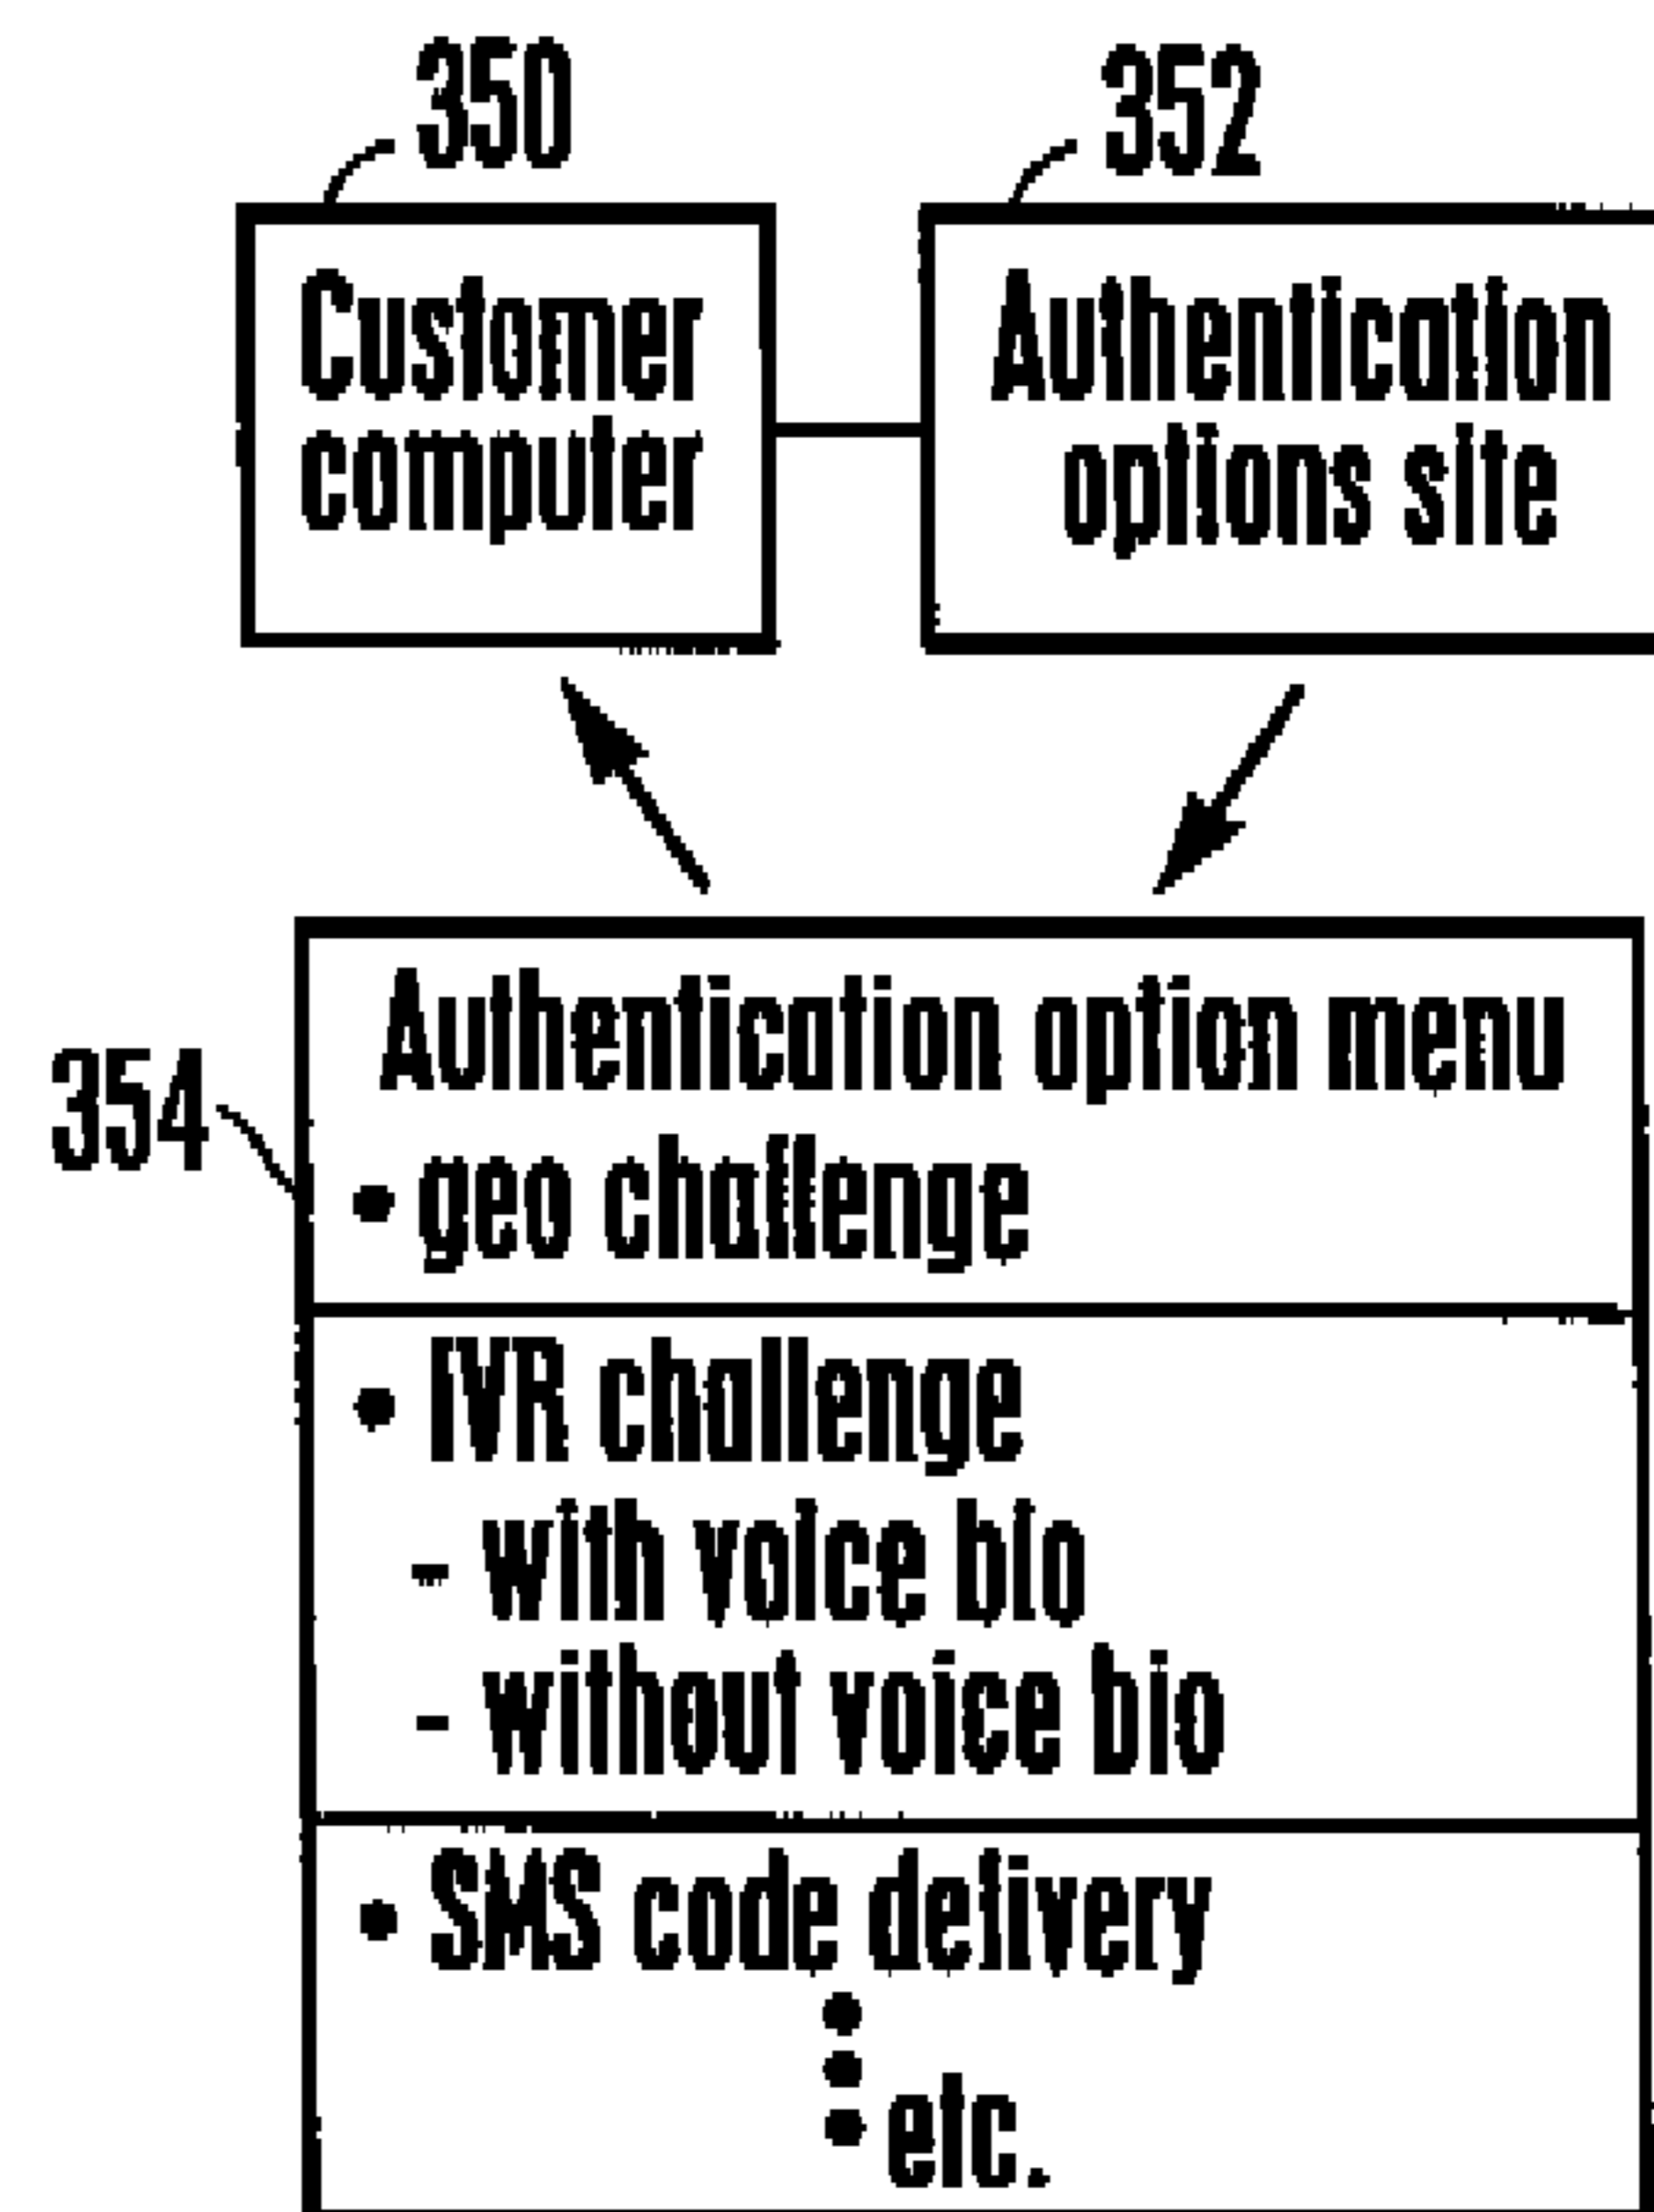 350
352
Customer
computer
Authentication
options site
354
Authentication option menu
• geo challenge
• IVR challenge
- with voice bio
- without voice bio
• SMS code delivery
•
•
• etc.